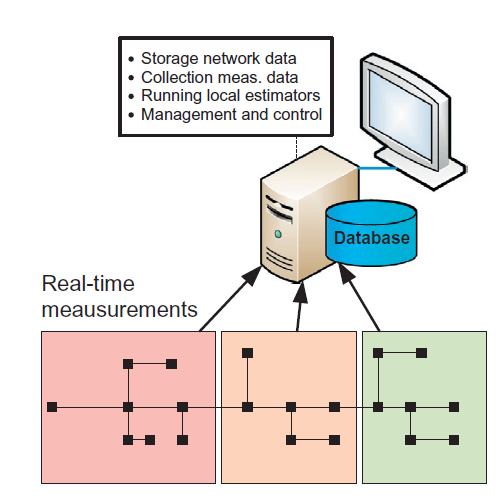 • Storage network data
• Collection meas. data
• Running local estimators
• Management and control
Database
Real-time
meausurements